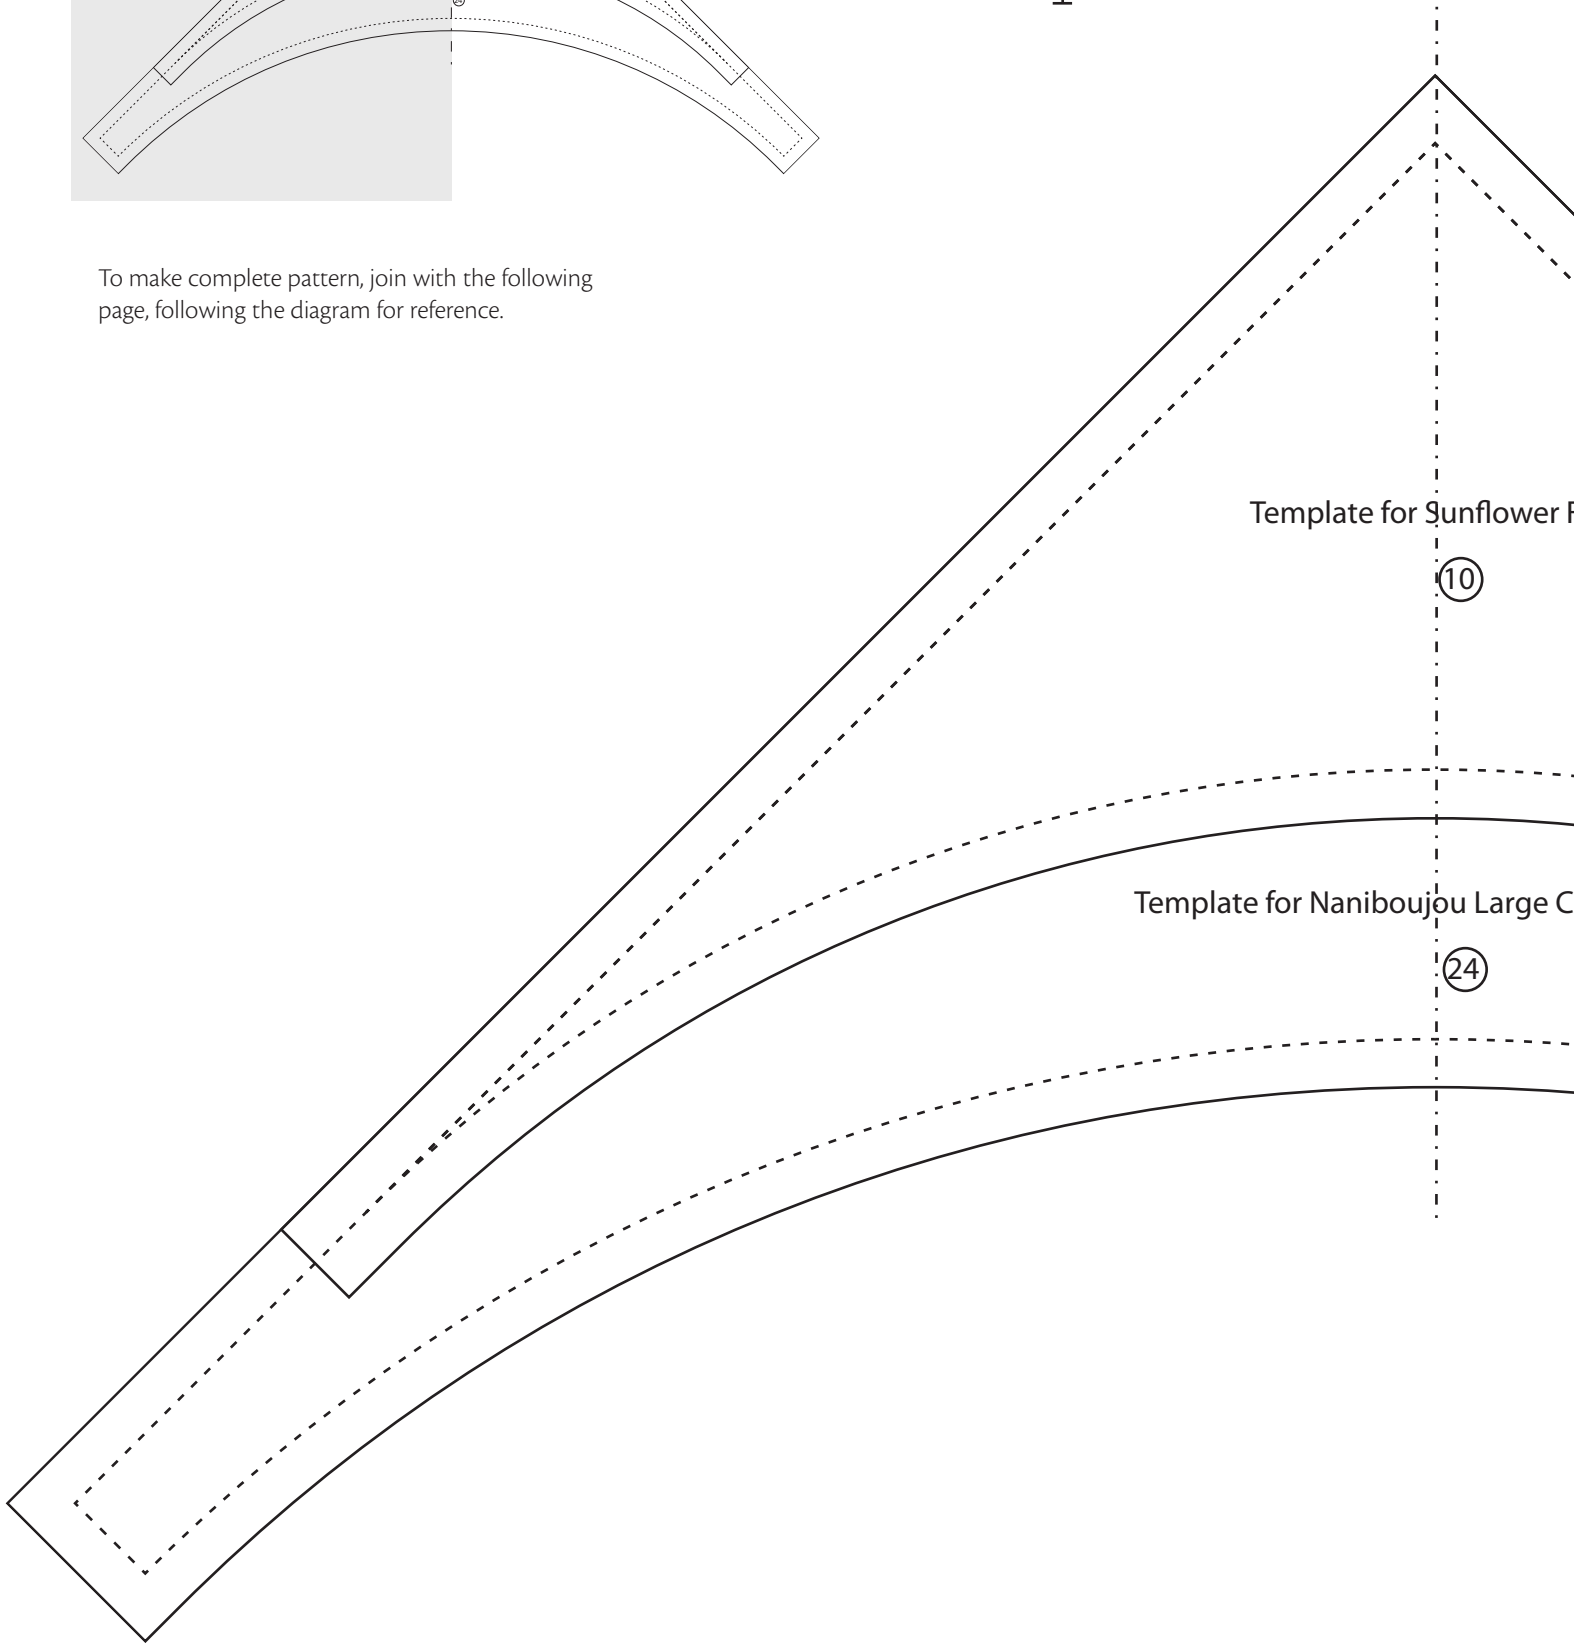 To make complete pattern, join with the following
page, following the diagram for reference.
Template for Sunflower
10
Template for Naniboujou Large
24